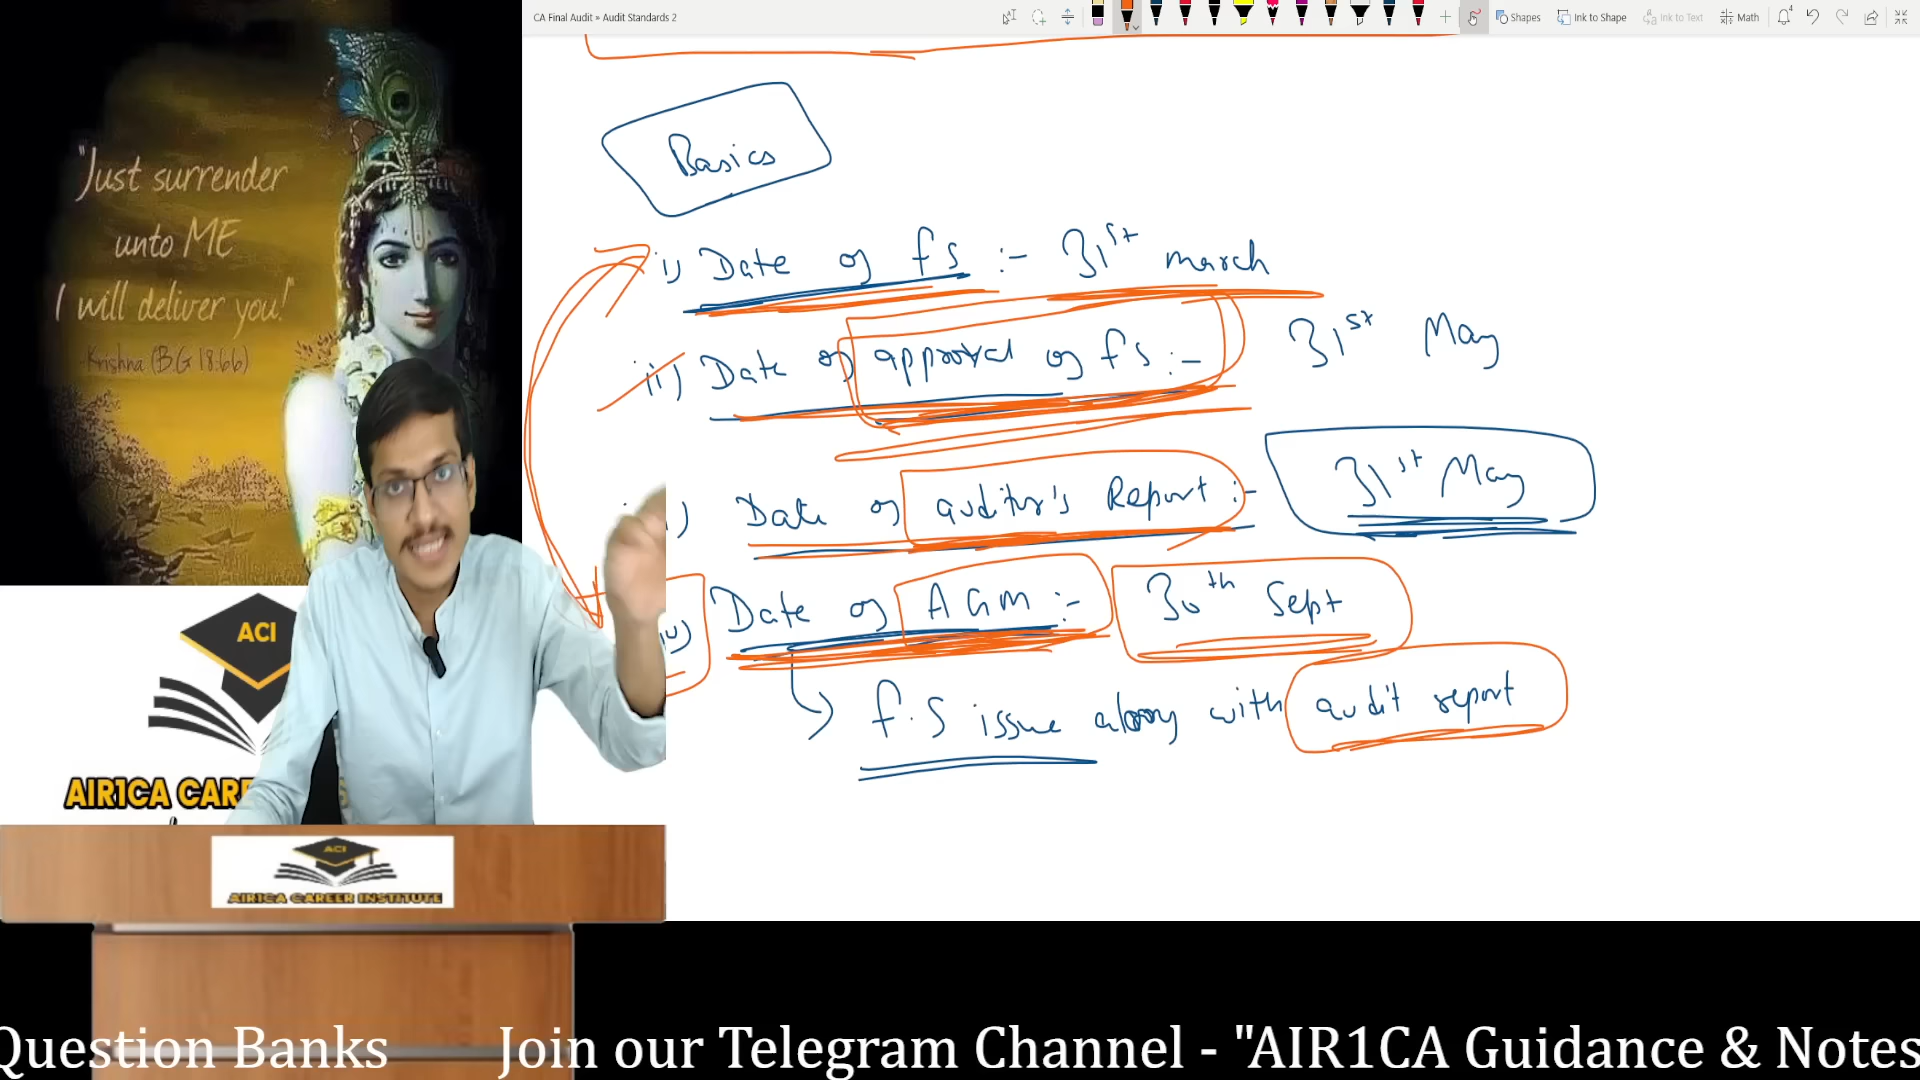 CA Final Audit » Audit Standards 2
Shapes
Ink to Shape
Ink to Text
Math
"Just surrender
unto ME
I will deliver you!"
-Krishna (B.G 18:66)
Basics
i) Date of fs :- 31st march
ii) Date of approval of fs :- 31st May
Date of auditor's Report :- 31st May
Date of AGM :- 30th Sept
f.s issue along with audit report
ACI
AIR1CA CARE
ACI
AIR1CA CAREER INSTITUTE
Question Banks Join our Telegram Channel - "AIR1CA Guidance & Notes